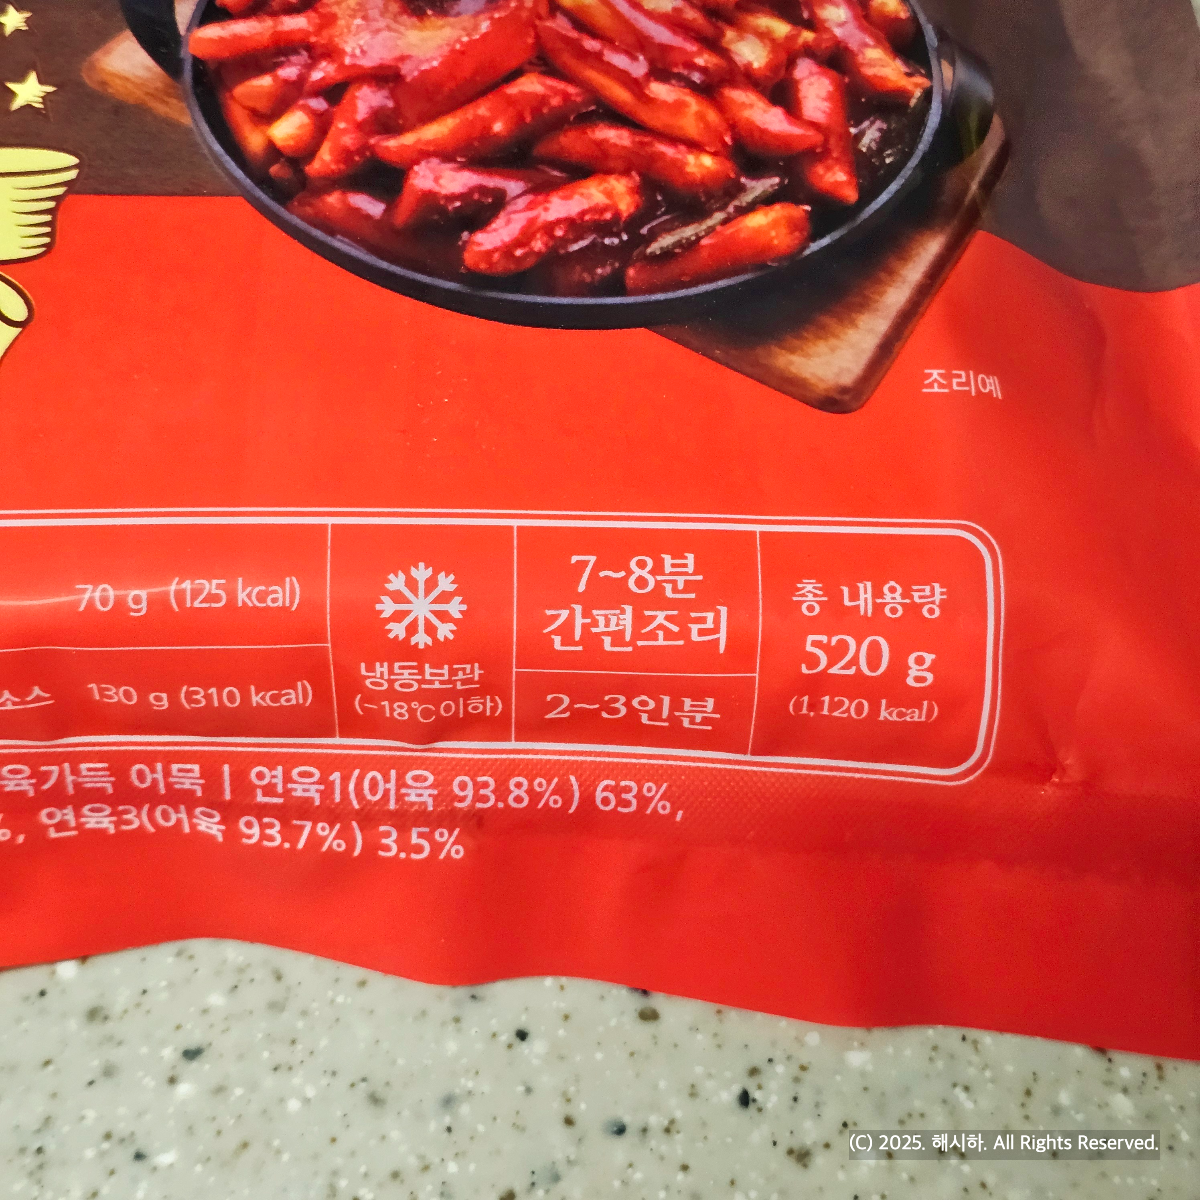 조리예
70 g (125 kcal)
소스 130 g (310 kcal)
냉동보관
(-18℃이하)
7~8분
간편조리
2~3인분
총 내용량
520 g
(1,120 kcal)
육가득 어묵 | 연육1(어육 93.8%) 63%,
%, 연육3(어육 93.7%) 3.5%
(C) 2025. 해시하. All Rights Reserved.